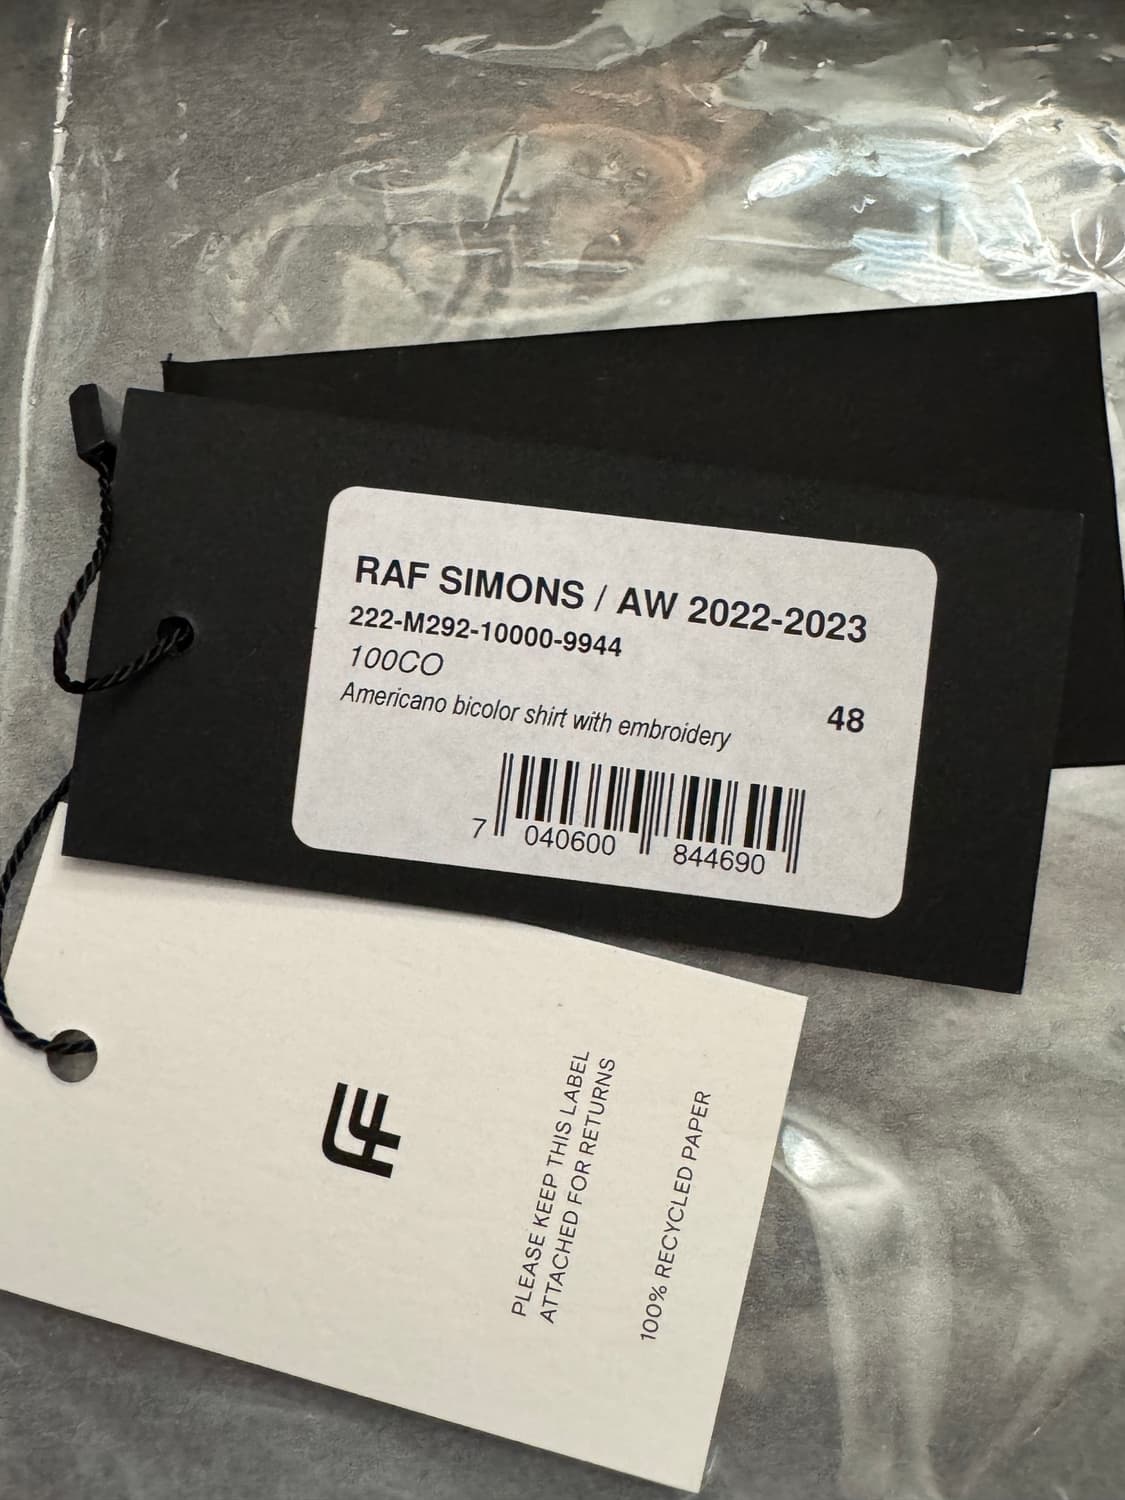 RAF SIMONS / AW 2022-2023
222-M292-10000-9944
100CO
Americano bicolor shirt with embroidery
48
7 040600 844690
PLEASE KEEP THIS LABEL
ATTACHED FOR RETURNS
100% RECYCLED PAPER